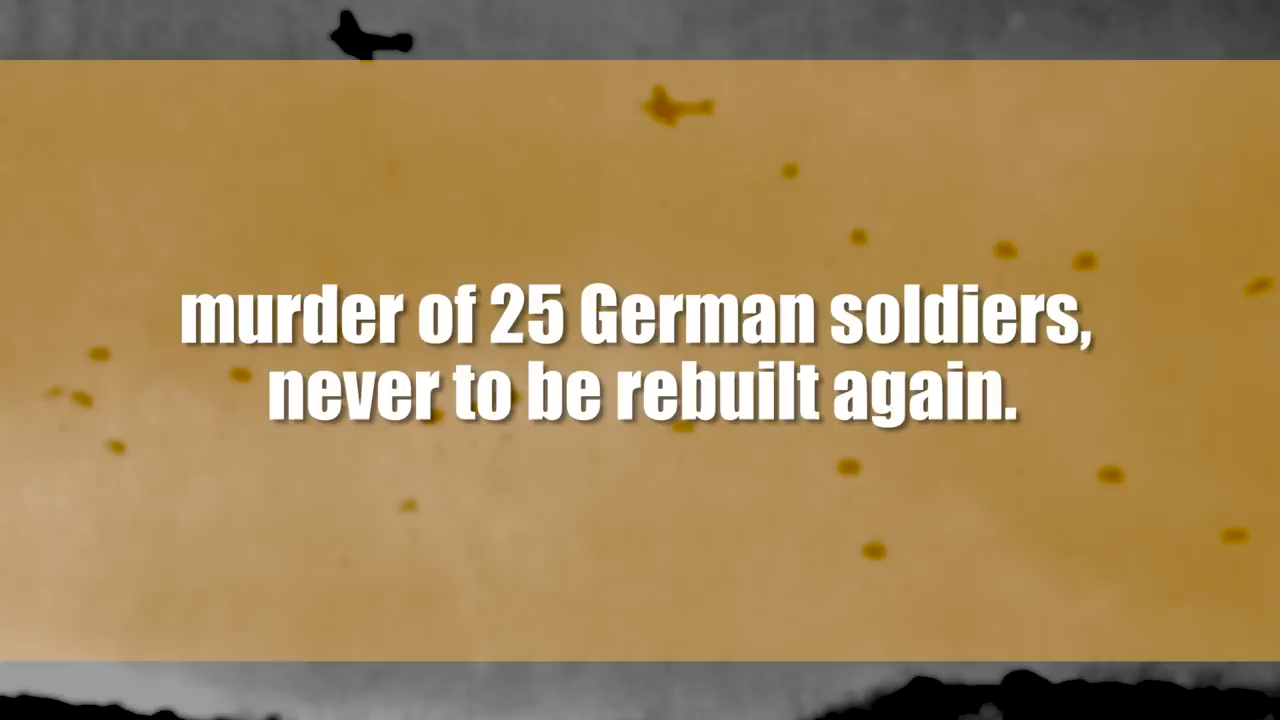 murder of 25 German soldiers,
never to be rebuilt again.